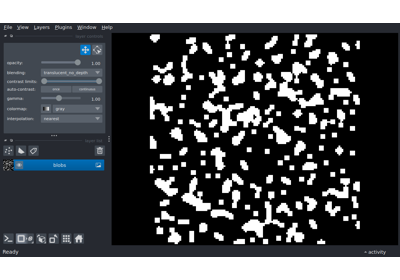 File View Layers Plugins Window Help
opacity: 1.00
blending: translucent_no_depth
contrast limits:
auto-contrast: once continuous
gamma: 1.00
colormap: gray
interpolation: nearest
blobs
Ready
activity